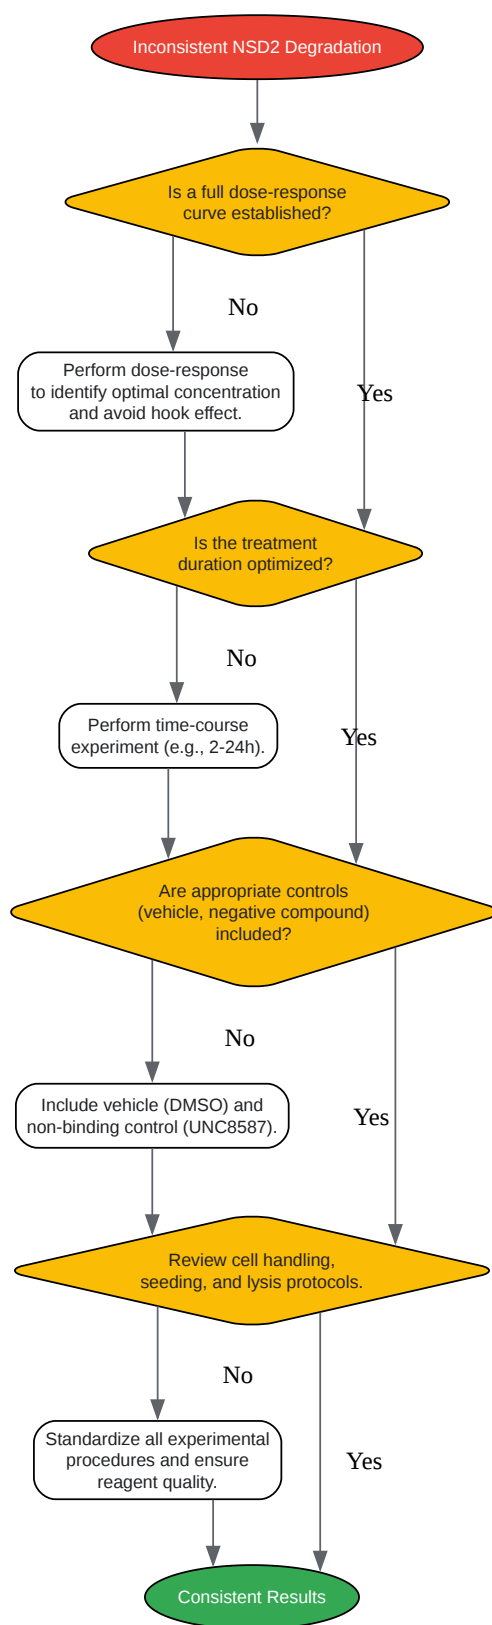 Inconsistent NSD2 Degradation
Is a full dose-response
curve established?
No
Perform dose-response
to identify optimal concentration
and avoid hook effect.
Yes
Is the treatment
duration optimized?
No
Perform time-course
experiment (e.g., 2-24h).
Yes
Are appropriate controls
(vehicle, negative compound)
included?
No
Include vehicle (DMSO) and
non-binding control (UNC8587).
Yes
Review cell handling,
seeding, and lysis protocols.
No
Standardize all experimental
procedures and ensure
reagent quality.
Yes
Consistent Results